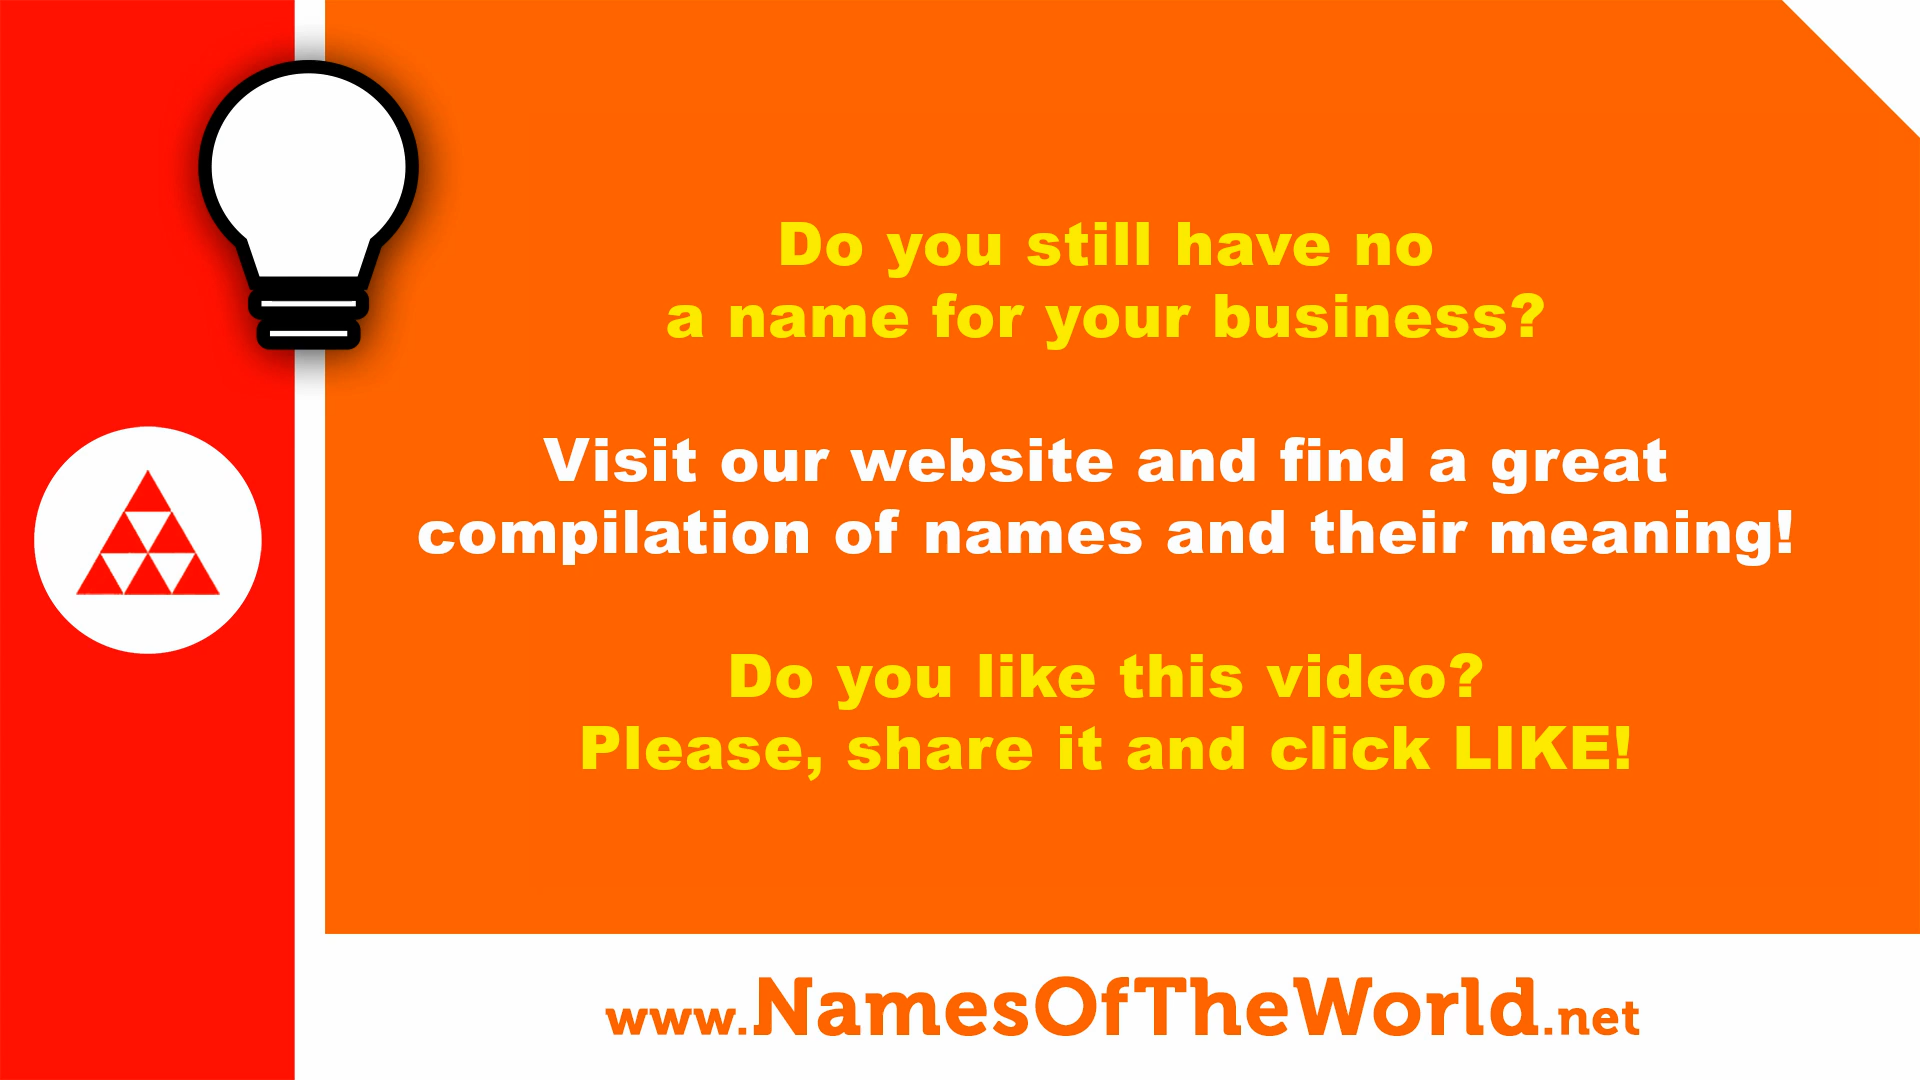 Do you still have no
a name for your business?
Visit our website and find a great
compilation of names and their meaning!
Do you like this video?
Please, share it and click LIKE!
www.NamesOfTheWorld.net